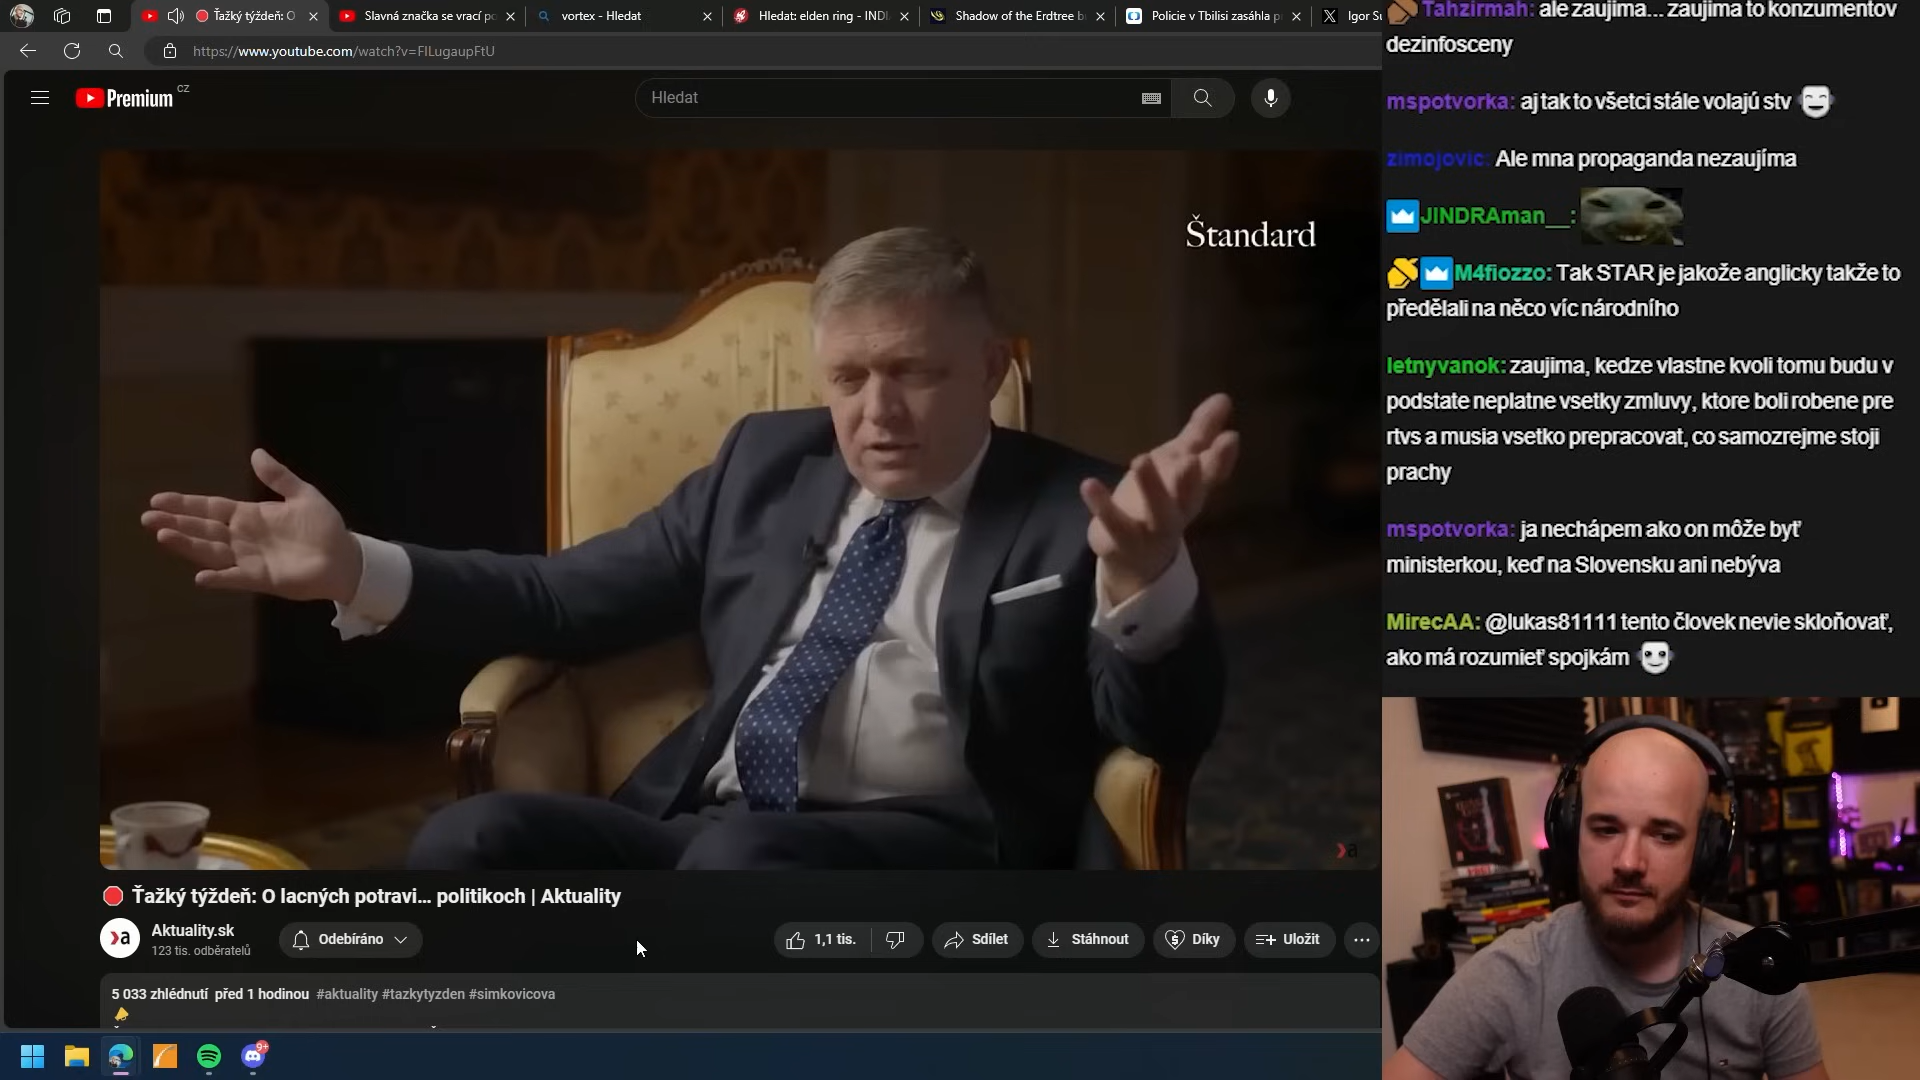 Ťažký týždeň: O
Slavná značka se vrací po
vortex - Hledat
Hledat: elden ring - INDI
Shadow of the Erdtree b
Policie v Tbilisi zasáhla p
Igor Su
https://www.youtube.com/watch?v=FlLugaupFtU
Premium CZ
Hledat
Štandard
Ťažký týždeň: O lacných potravi… politikoch | Aktuality
Aktuality.sk
123 tis. odběratelů
Odebíráno
1,1 tis.
Sdílet
Stáhnout
Díky
Uložit
5 033 zhlédnutí před 1 hodinou #aktuality #tazkytyzden #simkovicova
9+
Tahzirmah: ale zaujima... zaujima to konzumentov
dezinfosceny
mspotvorka: aj tak to všetci stále volajú stv
zimojovic: Ale mna propaganda nezaujíma
JINDRAman__:
M4fiozzo: Tak STAR je jakože anglicky takže to
předělali na něco víc národního
letnyvanok: zaujima, kedze vlastne kvoli tomu budu v
podstate neplatne vsetky zmluvy, ktore boli robene pre
rtvs a musia vsetko prepracovat, co samozrejme stoji
prachy
mspotvorka: ja nechápem ako on môže byť
ministerkou, keď na Slovensku ani nebýva
MirecAA: @lukas81111 tento človek nevie skloňovať,
ako má rozumieť spojkám